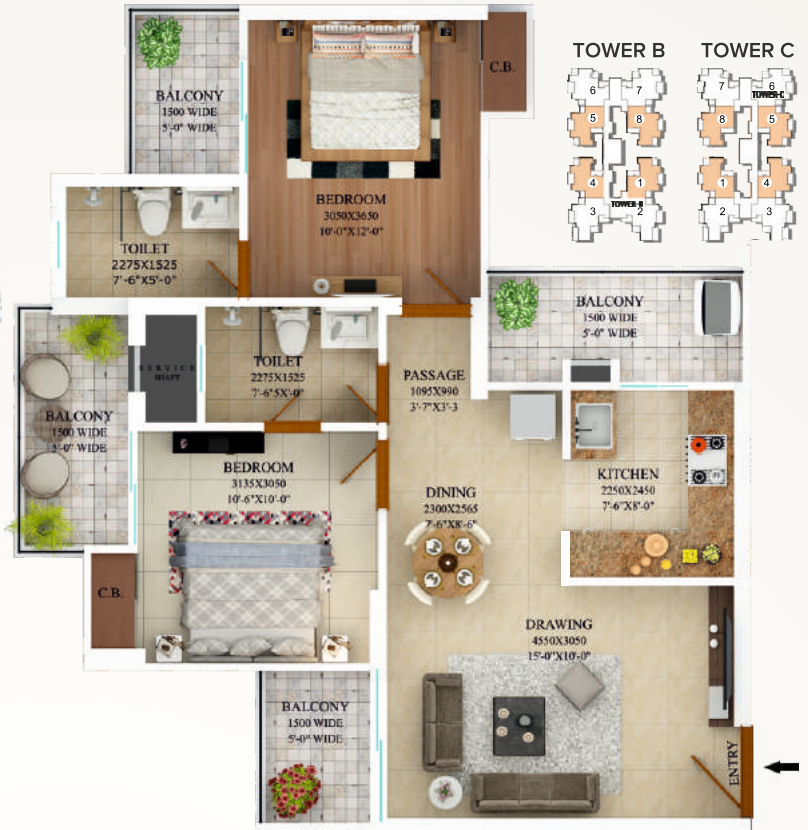 BALCONY
1500 WIDE
5'-0" WIDE
C.B.
BEDROOM
3050X3650
10'-0"X12'-0"
TOILET
2275X1525
7'-6"X5'-0"
TOWER B
6
7
5
8
4
1
TOWER-B
3
2
TOWER C
7
6
TOWER-C
8
5
1
4
2
3
BALCONY
1500 WIDE
5'-0" WIDE
SERVICE
SHAFT
TOILET
2275X1525
7'-6"5X'-0"
PASSAGE
1095X990
3'-7"X3'-3
BALCONY
1500 WIDE
5'-0" WIDE
BEDROOM
3135X3050
10'-6"X10'-0"
KITCHEN
2250X2450
7'-6"X8'-0"
DINING
2300X2565
7'-6"X8'-6"
C.B.
DRAWING
4550X3050
15'-0"X10'-0"
BALCONY
1500 WIDE
5'-0" WIDE
ENTRY